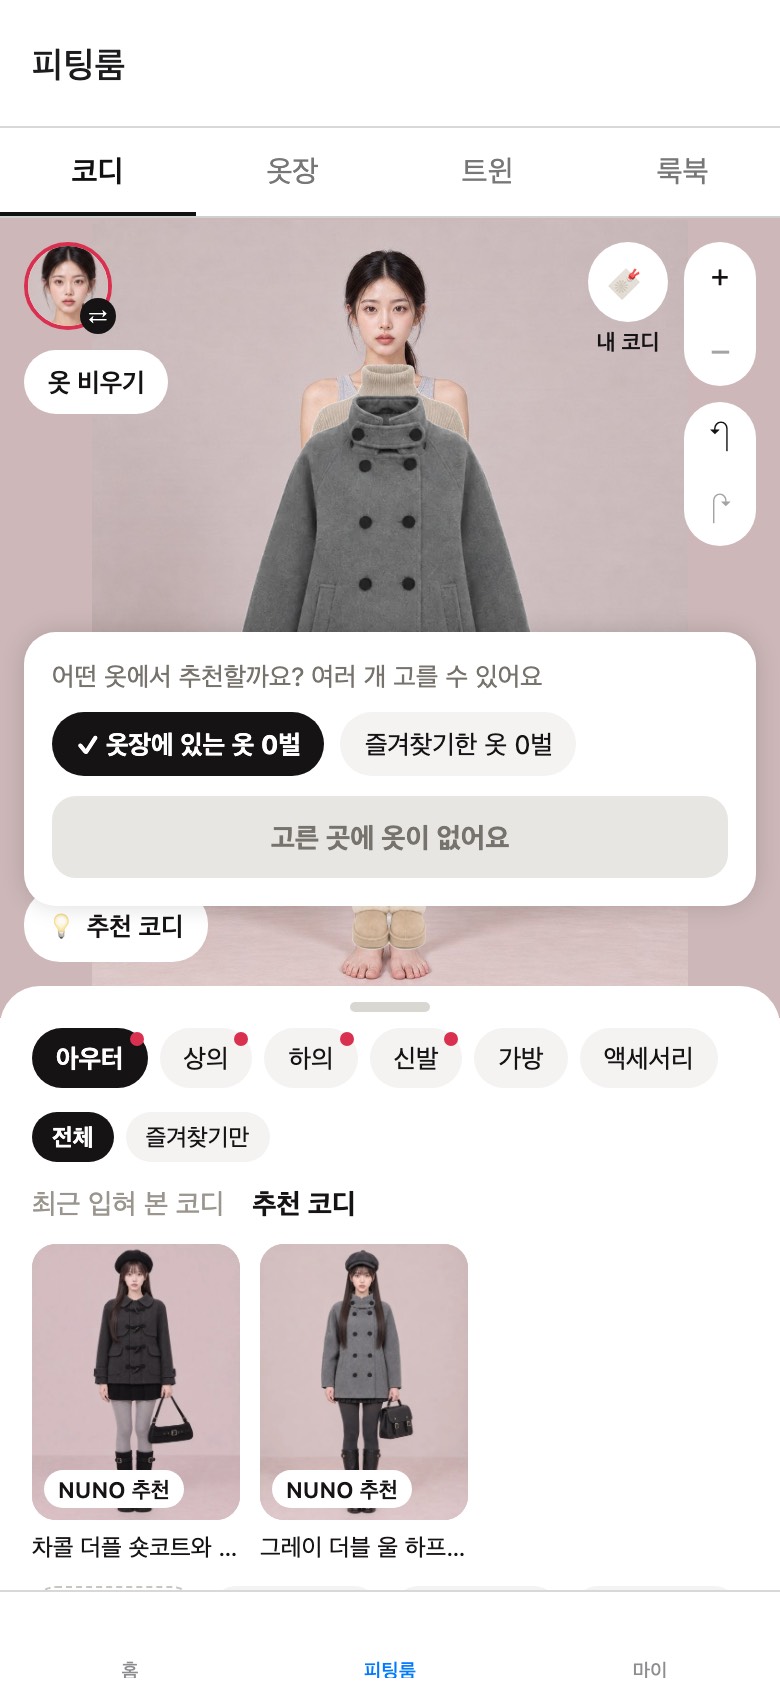 피팅룸
코디 옷장 트윈 룩북
내 코디
옷 비우기
어떤 옷에서 추천할까요? 여러 개 고를 수 있어요
옷장에 있는 옷 0벌 즐겨찾기한 옷 0벌
고른 곳에 옷이 없어요
추천 코디
아우터 상의 하의 신발 가방 액세서리
전체 즐겨찾기만
최근 입혀 본 코디 추천 코디
NUNO 추천 NUNO 추천
차콜 더플 숏코트와 ... 그레이 더블 울 하프...
홈 피팅룸 마이